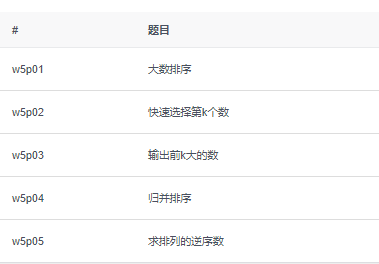 # 题目
w5p01 大数排序
w5p02 快速选择第k个数
w5p03 输出前k大的数
w5p04 归并排序
w5p05 求排列的逆序数